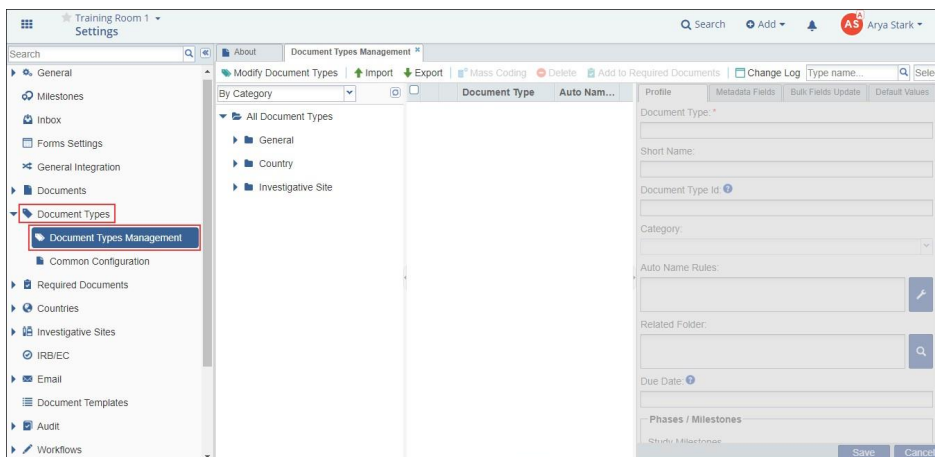 Training Room 1
Settings
Search
Add
A
AS
Arya Stark
Search
About
Document Types Management
General
Milestones
Inbox
Forms Settings
General Integration
Documents
Document Types
Document Types Management
Common Configuration
Required Documents
Countries
Investigative Sites
IRB/EC
Email
Document Templates
Audit
Workflows
Modify Document Types
Import
Export
Mass Coding
Delete
Add to Required Documents
Change Log
Type name...
Sele
By Category
All Document Types
General
Country
Investigative Site
Document Type
Auto Nam...
Profile
Metadata Fields
Bulk Fields Update
Default Values
Document Type: *
Short Name:
Document Type Id:
Category:
Auto Name Rules:
Related Folder:
Due Date:
Phases / Milestones
Study Milestones
Save
Cancel